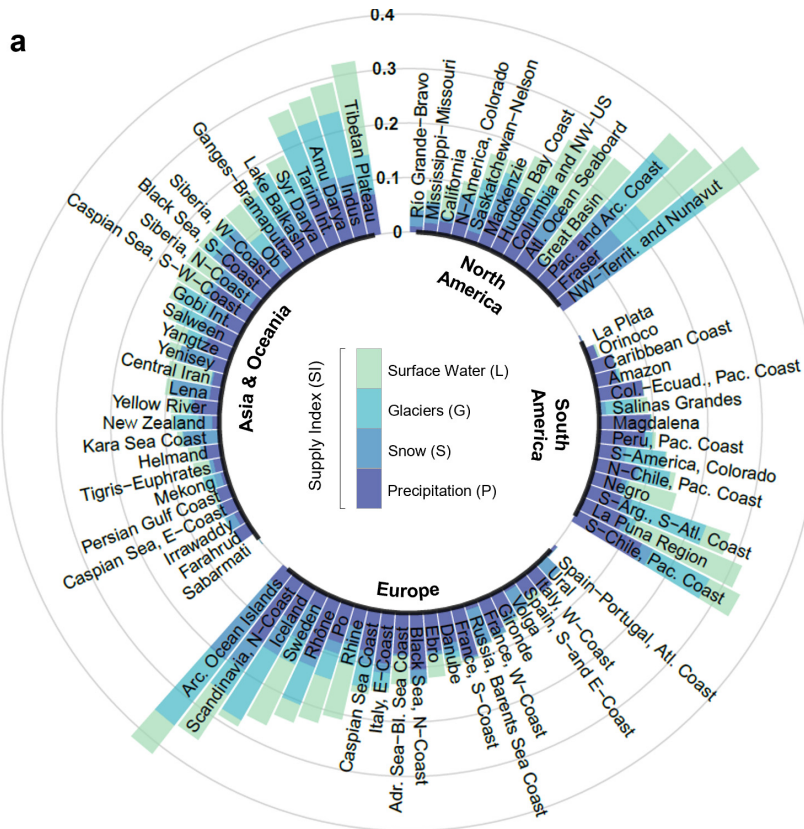 a
0.4
0.3
0.2
0.1
0
Rio Grande−Bravo
Mississippi−Missouri
California
N−America, Colorado
Saskatchewan−Nelson
Mackenzie
Hudson Bay Coast
Columbia and NW−US
Atl. Ocean Seaboard
Great Basin
Pac. and Arc. Coast
Fraser
NW−Territ. and Nunavut
North
America
La Plata
Orinoco
Caribbean Coast
Amazon
Col.−Ecuad., Pac. Coast
Salinas Grandes
Magdalena
Peru, Pac. Coast
S−America, Colorado
N−Chile, Pac. Coast
Negro
S−Arg., S−Atl. Coast
La Puna Region
S−Chile, Pac. Coast
South
America
Spain−Portugal, Atl. Coast
Ural
Italy, W−Coast
Spain, S−and E−Coast
Volga
Gironde
France, W−Coast
Russia, Barents Sea Coast
France, S−Coast
Danube
Ebro
Black Sea, N−Coast
Adr. Sea−Bl. Sea Coast
Italy, E−Coast
Caspian Sea Coast
Rhine
Po
Rhône
Sweden
Iceland
Scandinavia, N−Coast
Arc. Ocean Islands
Europe
Sabarmati
Farahrud
Irrawaddy
Caspian Sea, E−Coast
Persian Gulf Coast
Mekong
Tigris−Euphrates
Helmand
Kara Sea Coast
New Zealand
Yellow River
Lena
Central Iran
Yenisey
Yangtze
Salween
Gobi Int.
Caspian Sea, S−W−Coast
Siberia, N−Coast
Black Sea, S−Coast
Siberia, W−Coast
Ob
Ganges−Bramaputra
Lake Balkash
Syr Darya
Tarim Int.
Amu Darya
Indus
Tibetan Plateau
Asia & Oceania
Supply Index (SI)
Surface Water (L)
Glaciers (G)
Snow (S)
Precipitation (P)